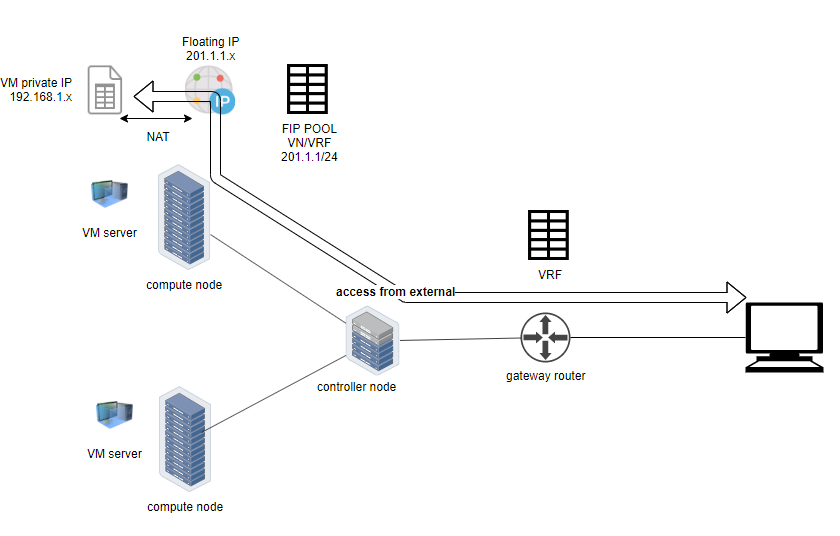 Floating IP
201.1.1.x
VM private IP
192.168.1.x
IP
NAT
FIP POOL
VN/VRF
201.1.1/24
VM server
compute node
VRF
access from external
controller node
gateway router
VM server
compute node